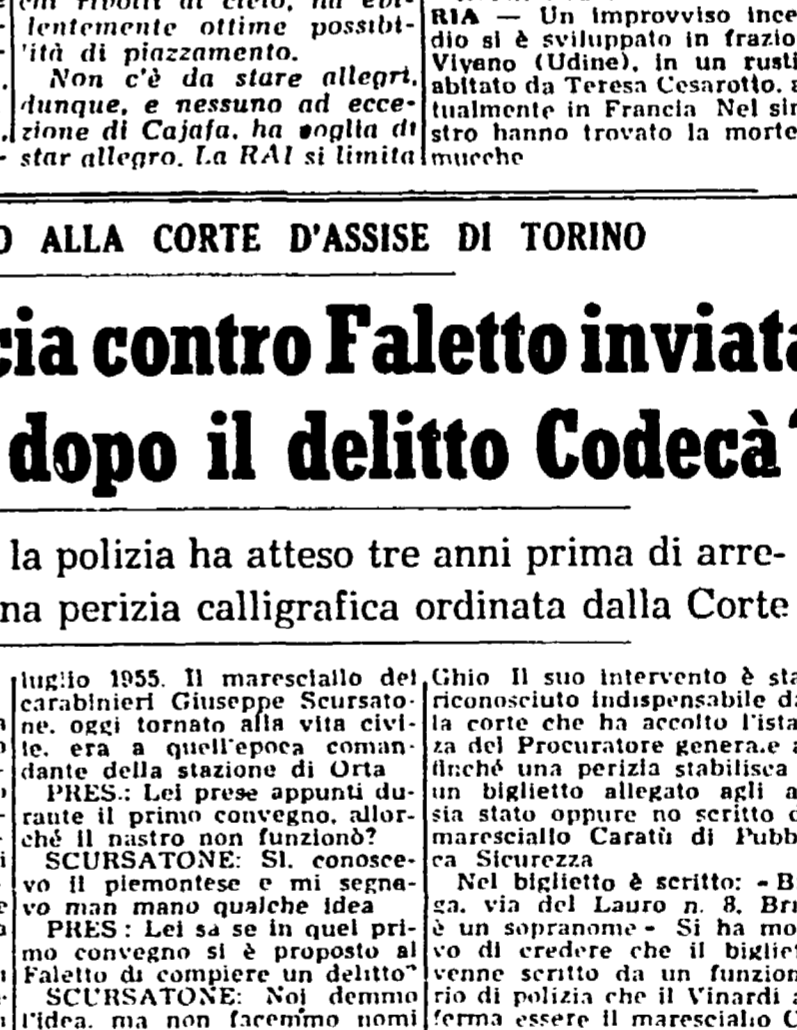 lentemente ottime possibi-
'ità di piazzamento.
Non c'è da stare allegri.
dunque, e nessuno ad ecce-
zione di Cajafa. ha voglia di
star allegro. La RAI si limita
RIA — Un improvviso ince
dio si è sviluppato in frazio
Vivano (Udine), in un rusti
abitato da Teresa Cesarotto. a
tualmente in Francia Nel sin
stro hanno trovato la morte
mucche
O ALLA CORTE D'ASSISE DI TORINO
cia contro Faletto inviata
dopo il delitto Codecà"
la polizia ha atteso tre anni prima di arre-
na perizia calligrafica ordinata dalla Corte
luglio 1955. Il maresciallo dei
carabinieri Giuseppe Scursato-
ne. oggi tornato alla vita civi-
le. era a quell'epoca coman-
dante della stazione di Orta
PRES.: Lei prese appunti du-
rante il primo convegno, allor-
ché il nastro non funzionò?
SCURSATONE: Sì. conosce-
vo il piemontese e mi segna-
vo man mano qualche idea
PRES: Lei sa se in quel pri-
mo convegno si è proposto al
Faletto di compiere un delitto"
SCURSATONE: Noi demmo
l'idea. ma non facemmo nomi
Ghio Il suo intervento è sta
riconosciuto indispensabile da
la corte che ha accolto l'ista
za del Procuratore genera.e a
finché una perizia stabilisca
un biglietto allegato agli a
sia stato oppure no scritto d
maresciallo Caratù di Pubb
ca Sicurezza
Nel biglietto è scritto: - B
ga. via del Lauro n. 8, Br
è un sopranome - Si ha mo
vo di credere che il bigliet
venne scritto da un funzion
rio di polizia che il Vinardi a
ferma essere il maresciallo C